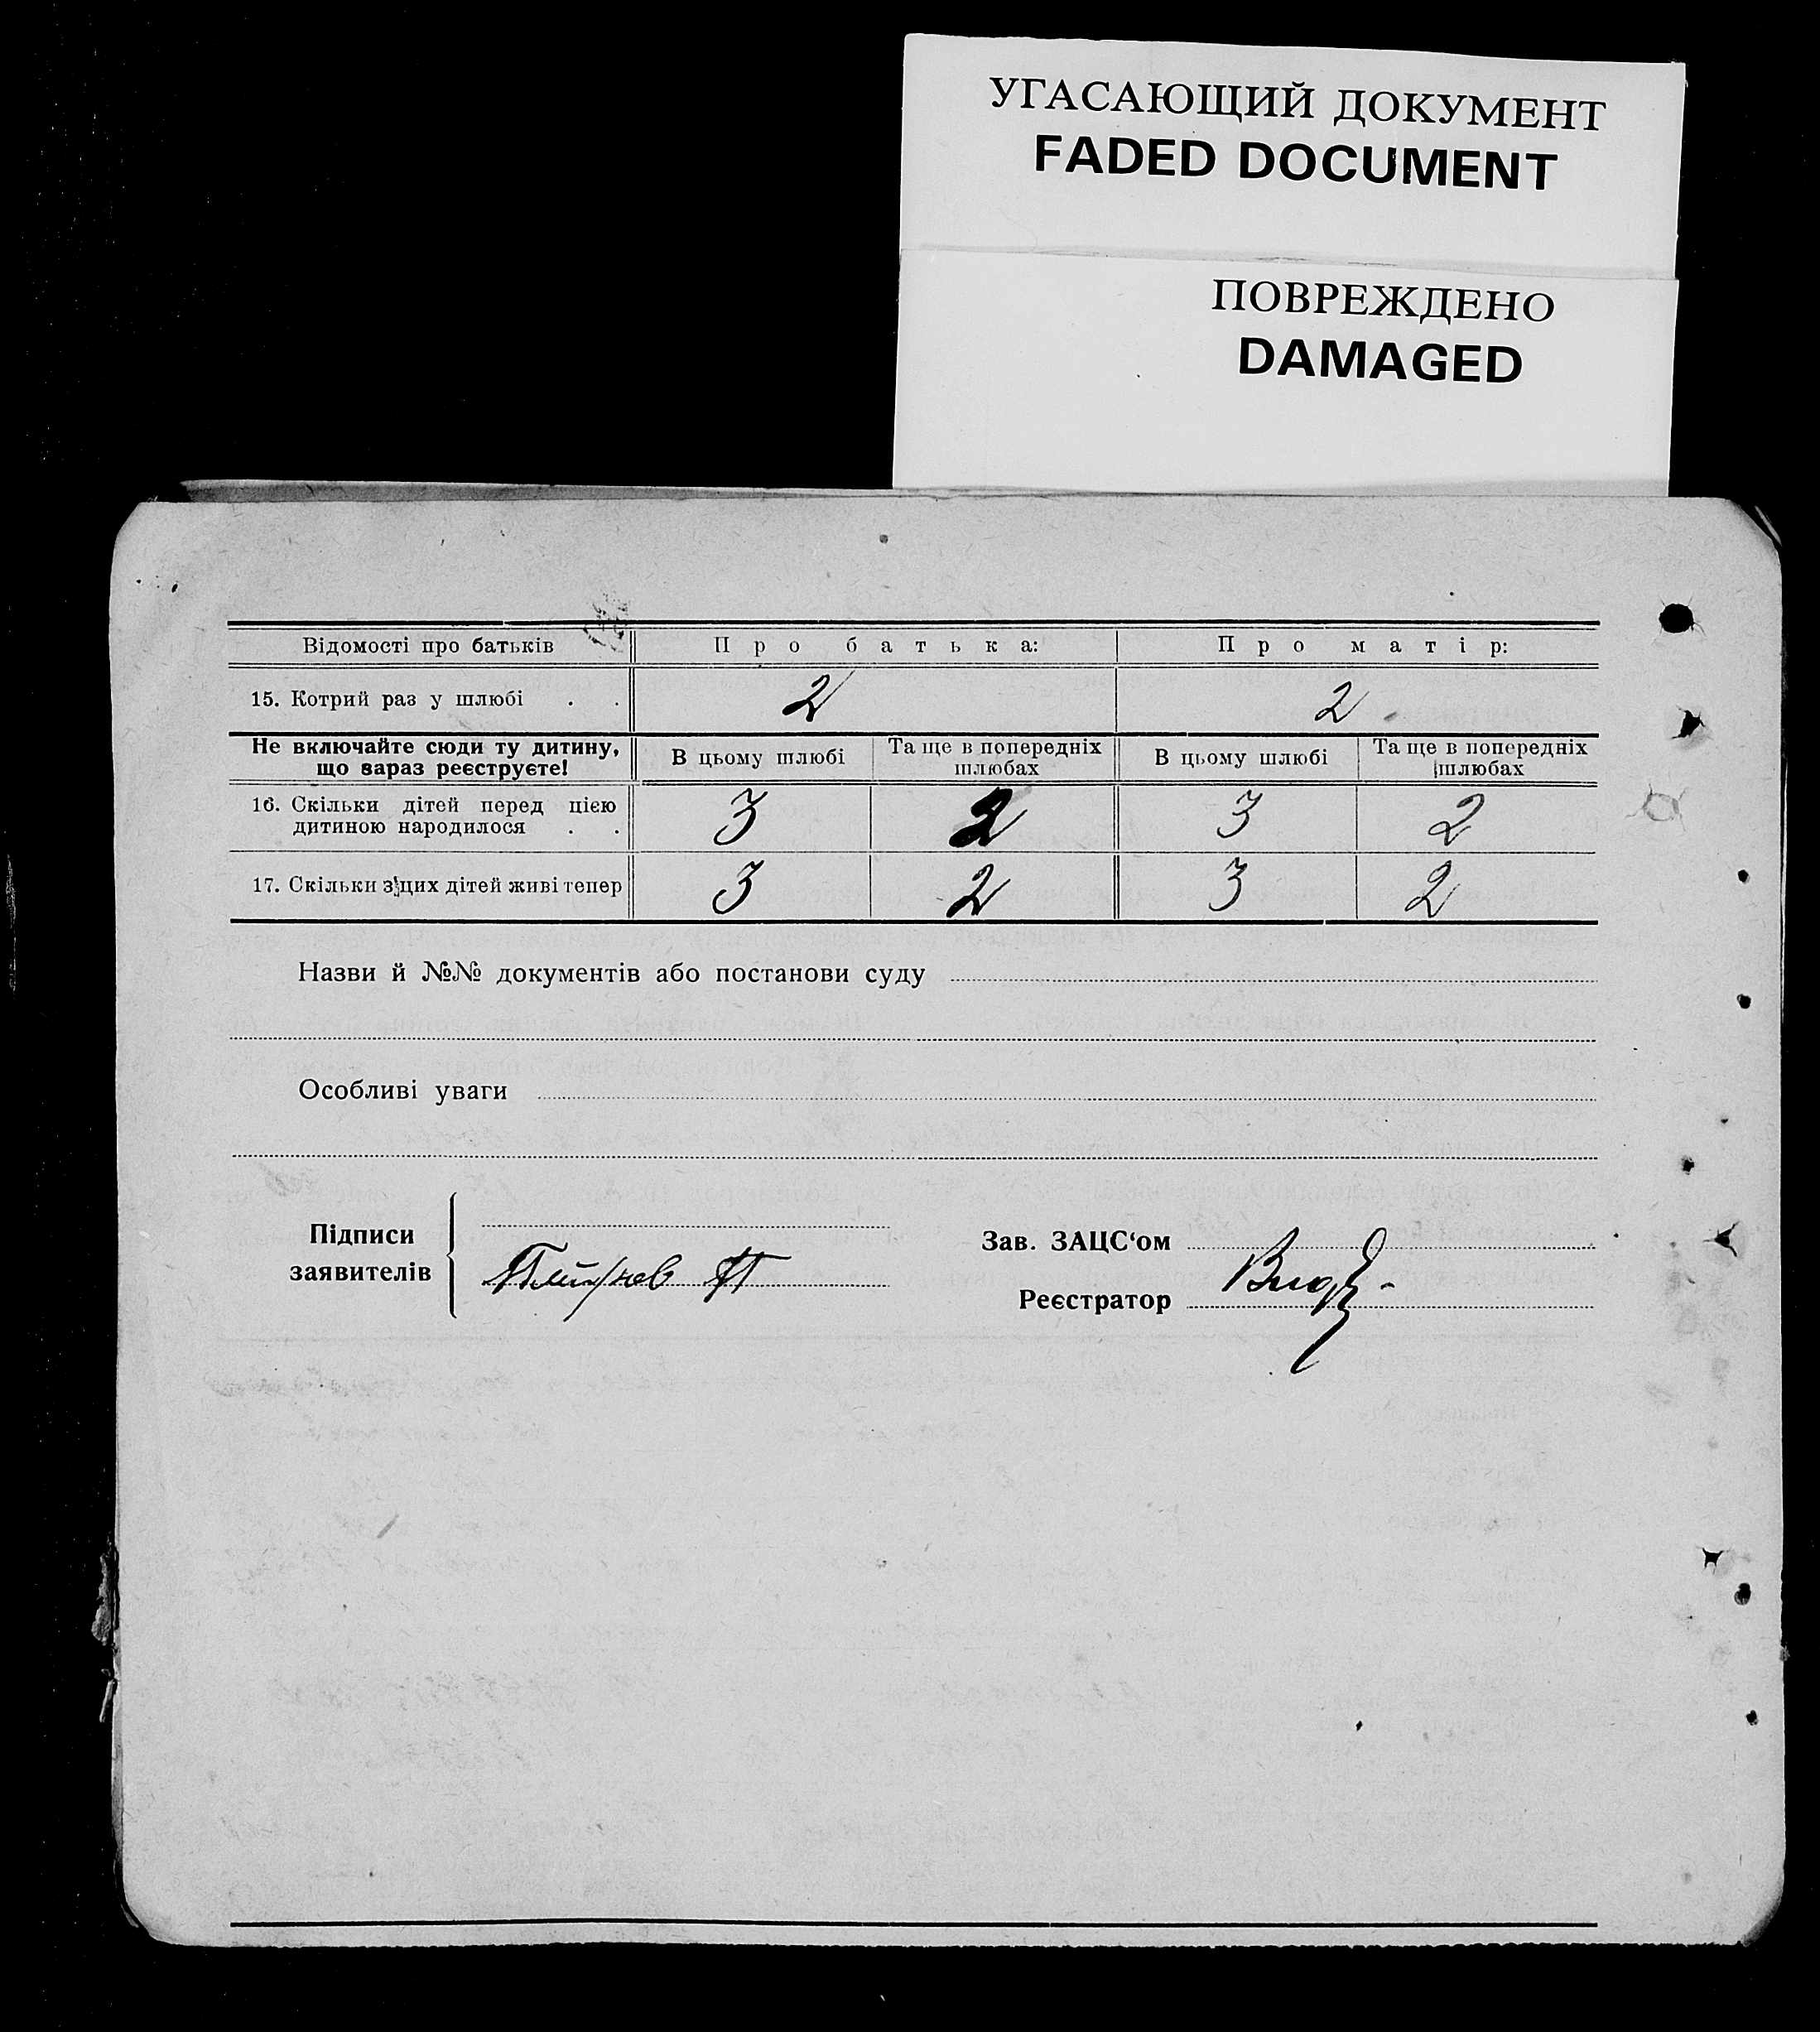 УГАСАЮЩИЙ ДОКУМЕНТ
FADED DOCUMENT
ПОВРЕЖДЕНО
DAMAGED
Відомості про батьків Про батька: Про матір:
15. Котрий раз у шлюбі . . 2 2
Не включайте сюди ту дитину, що зараз реєструєте! В цьому шлюбі Та ще в попередніх шлюбах В цьому шлюбі Та ще в попередніх шлюбах
16. Скільки дітей перед цією дитиною народилося . . 3 2 3 2
17. Скільки з цих дітей живі тепер 3 2 3 2
Назви й №№ документів або постанови суду
Особливі уваги
Підписи заявителів
Зав. ЗАЦС‘ом
Реєстратор